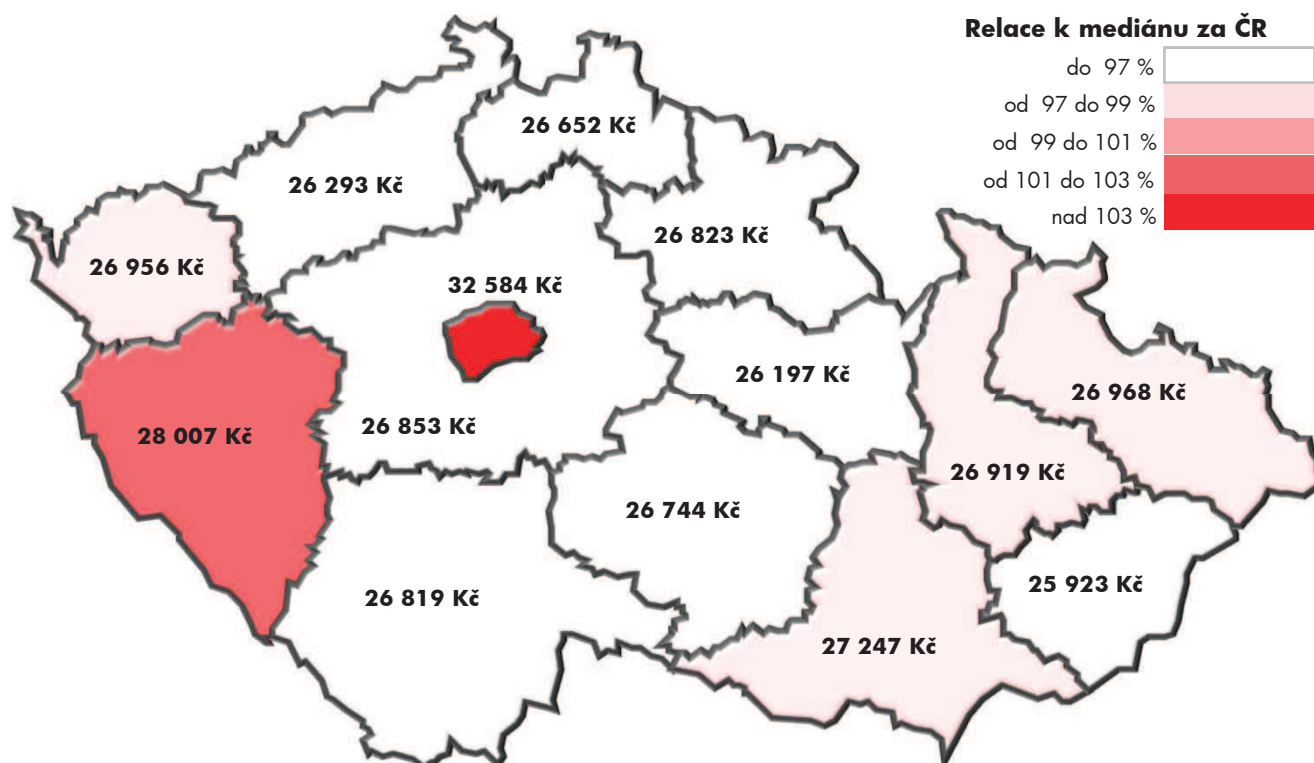 Relace k mediánu za ČR
do 97 %
od 97 do 99 %
od 99 do 101 %
od 101 do 103 %
nad 103 %
26 652 Kč
26 293 Kč
26 823 Kč
26 956 Kč
32 584 Kč
26 197 Kč
26 968 Kč
28 007 Kč
26 853 Kč
26 919 Kč
26 744 Kč
25 923 Kč
26 819 Kč
27 247 Kč